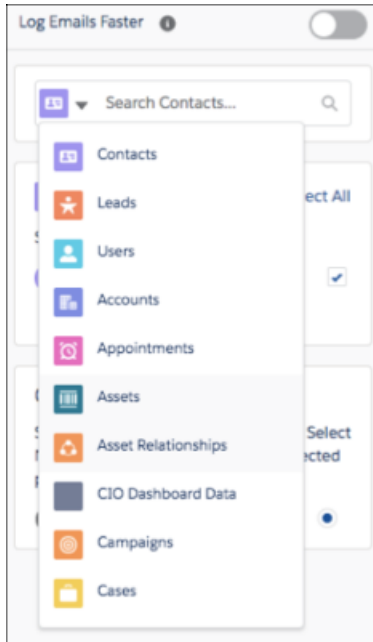 Log Emails Faster
Search Contacts...
Contacts
Leads
ect All
Users
Accounts
Appointments
Assets
Asset Relationships
Select
ected
CIO Dashboard Data
Campaigns
Cases